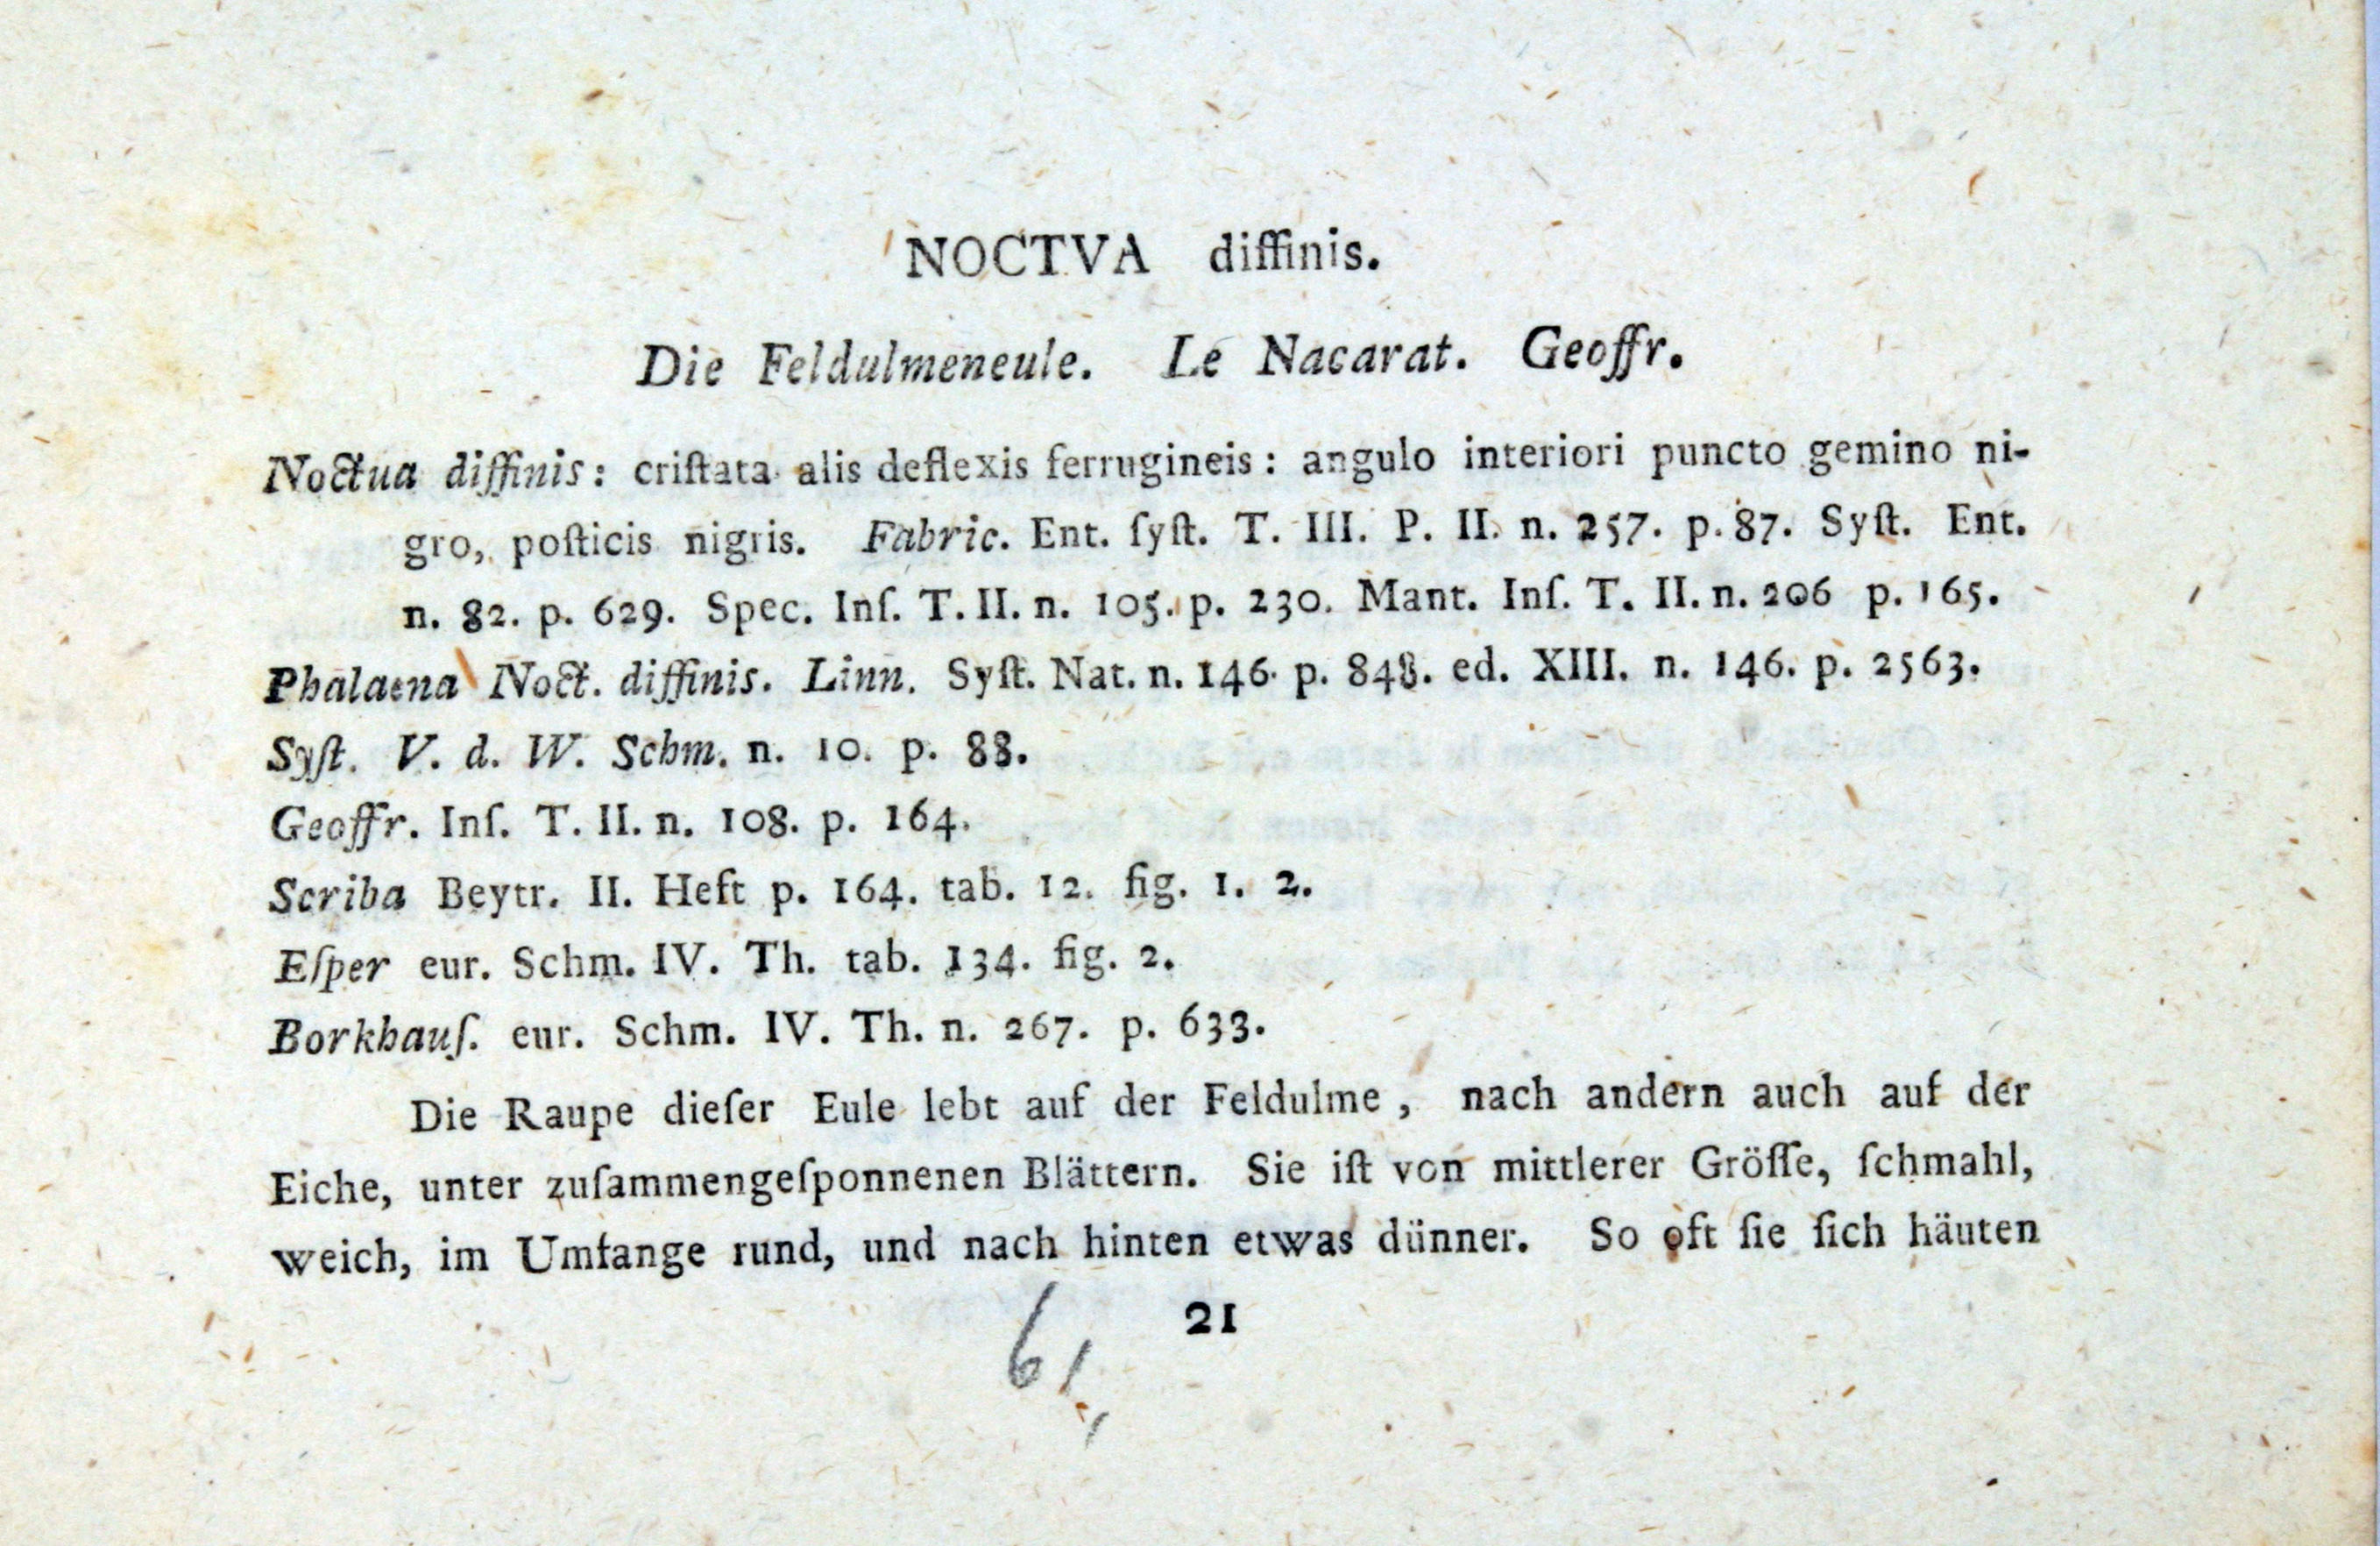 NOCTVA diffinis.
Die Feldulmeneule. Le Nacarat. Geoffr.
Noctua diffinis: criſtata alis deflexis ferrugineis: angulo interiori puncto gemino ni-
gro, poſticis nigris. Fabric. Ent. ſyſt. T. III. P. II. n. 257. p. 87. Syſt. Ent.
n. 82. p. 629. Spec. Inſ. T. II. n. 105. p. 230. Mant. Inſ. T. II. n. 206 p. 165.
Phalaena Noct. diffinis. Linn. Syſt. Nat. n. 146. p. 848. ed. XIII. n. 146. p. 2563.
Syſt. V. d. W. Schm. n. 10. p. 88.
Geoffr. Inſ. T. II. n. 108. p. 164.
Scriba Beytr. II. Heft p. 164. tab. 12. fig. 1. 2.
Eſper eur. Schm. IV. Th. tab. 134. fig. 2.
Borkhauſ. eur. Schm. IV. Th. n. 267. p. 633.
Die Raupe dieſer Eule lebt auf der Feldulme, nach andern auch auf der
Eiche, unter zuſammengeſponnenen Blättern. Sie iſt von mittlerer Gröſſe, ſchmahl,
weich, im Umfange rund, und nach hinten etwas dünner. So oft ſie ſich häuten
21
61